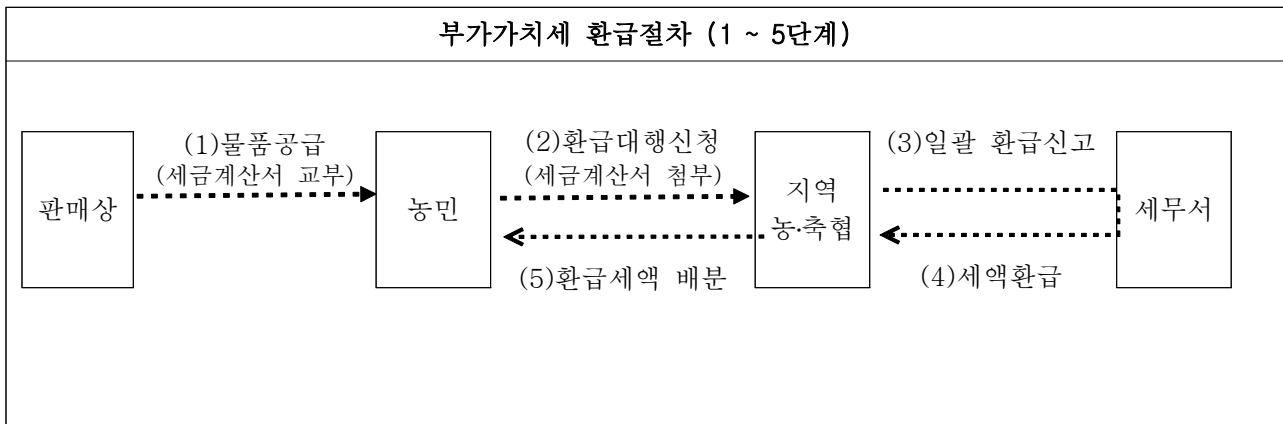 부가가치세 환급절차 (1 ~ 5단계)
(1)물품공급
(세금계산서 교부)
(2)환급대행신청
(세금계산서 첨부)
(3)일괄 환급신고
판매상
농민
지역
농·축협
세무서
(5)환급세액 배분
(4)세액환급